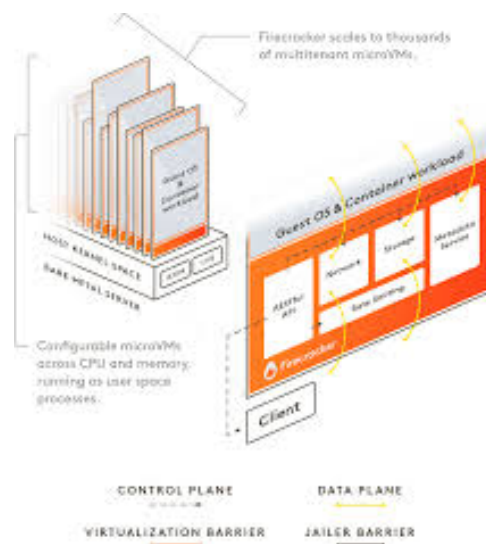 Firecracker scales to thousands
of multitenant microVMs.
Guest OS
&
Container
workload
HOST KERNEL SPACE
BARE METAL SERVER
Configurable microVMs
across CPU and memory,
running as user space
processes.
Guest OS & Container workload
RESTful
API
Network
Storage
Metadata
Service
Rate limiting
Firecracker
Client
CONTROL PLANE
DATA PLANE
VIRTUALIZATION BARRIER
JAILER BARRIER